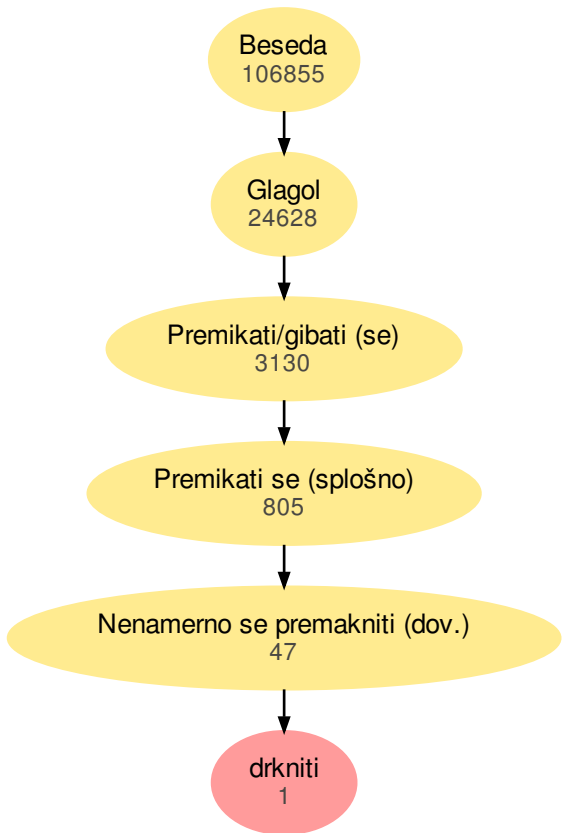 Beseda
106855
Glagol
24628
Premikati/gibati (se)
3130
Premikati se (splošno)
805
Nenamerno se premakniti (dov.)
47
drkniti
1